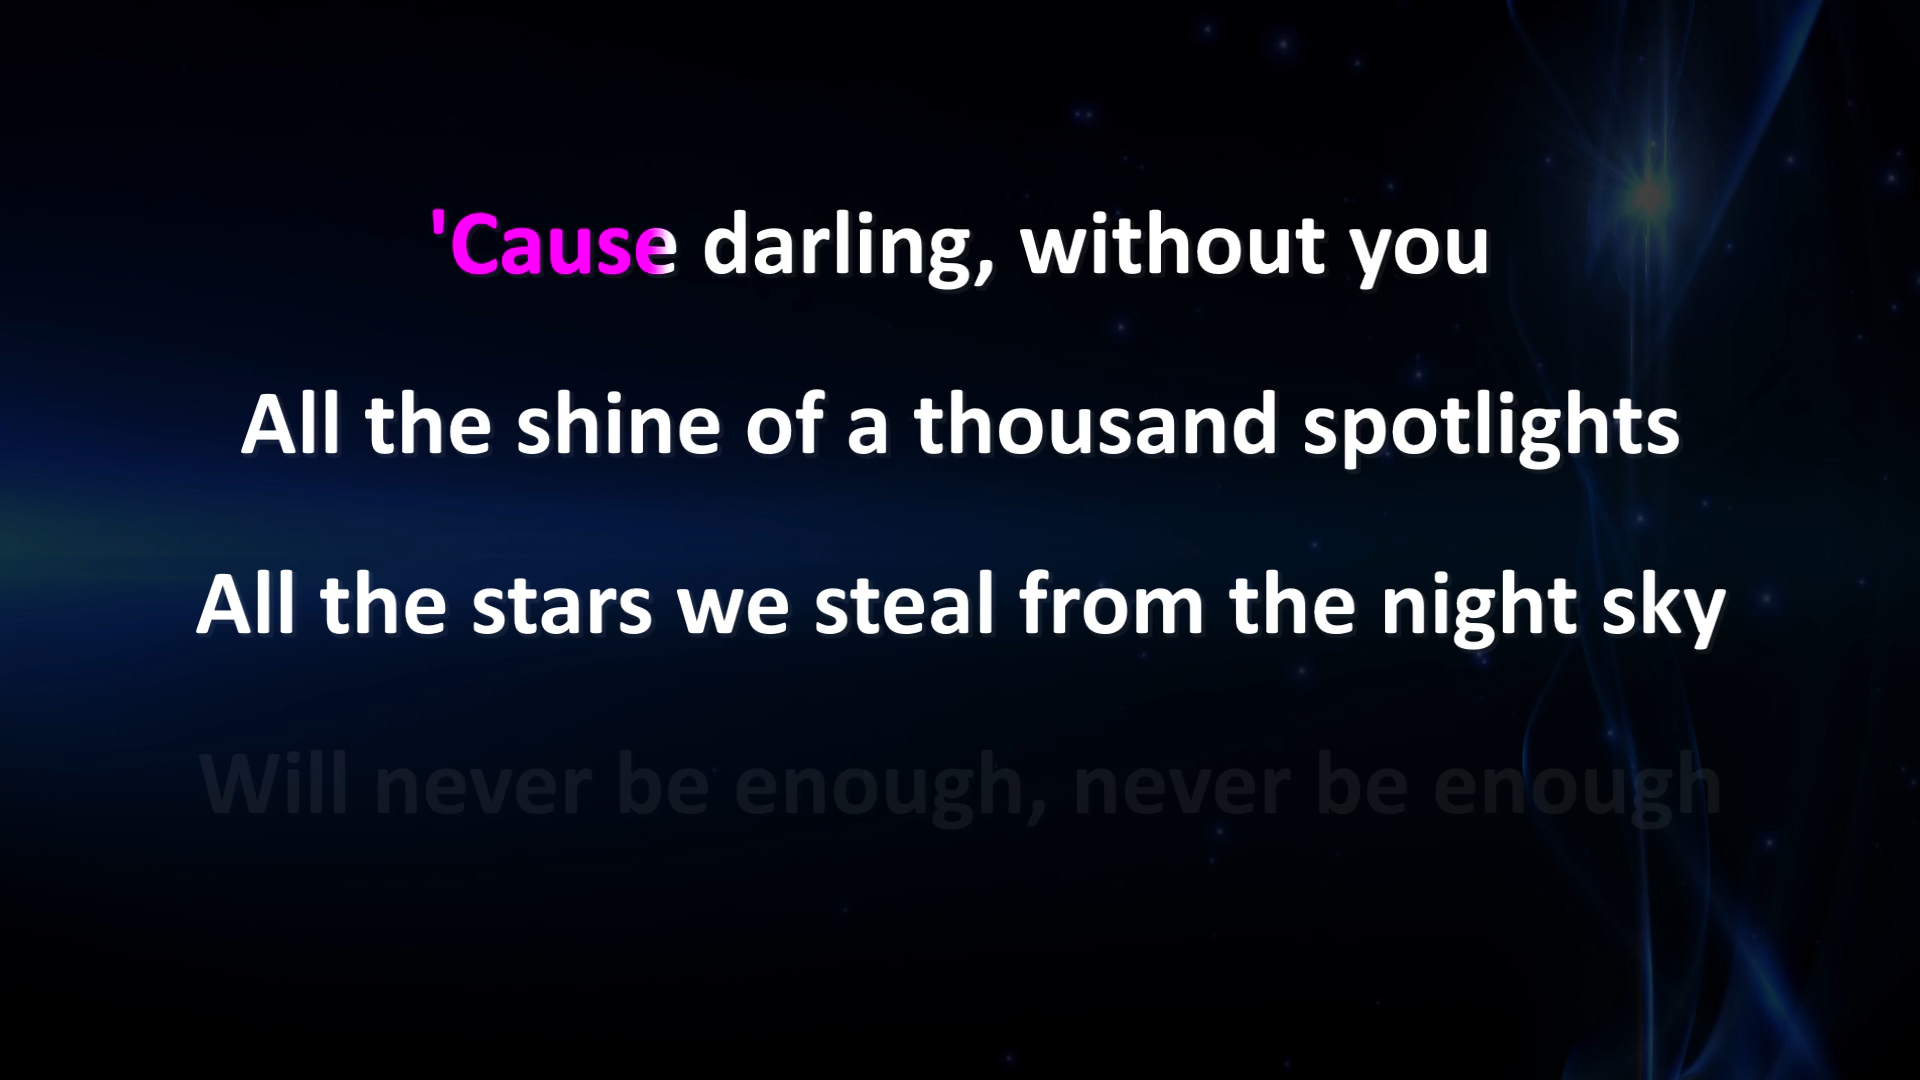 'Cause darling, without you
All the shine of a thousand spotlights
All the stars we steal from the night sky
Will never be enough, never be enough